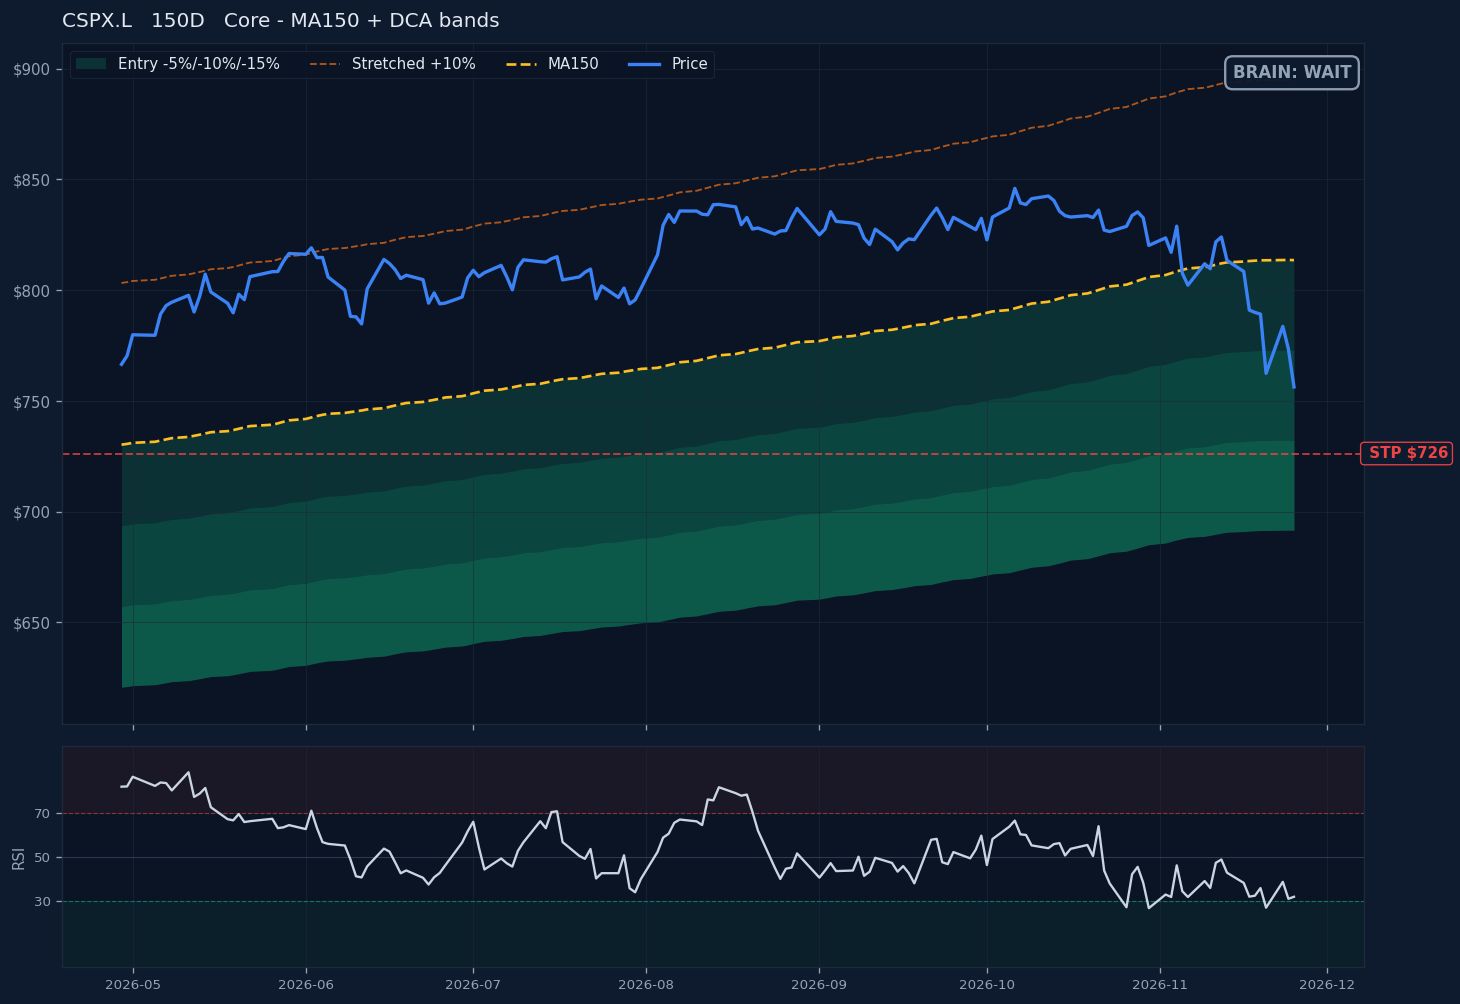 CSPX.L 150D Core - MA150 + DCA bands
Entry -5%/-10%/-15% Stretched +10% MA150 Price
BRAIN: WAIT
$900
$850
$800
$750
STP $726
$700
$650
RSI
70
50
30
2026-05 2026-06 2026-07 2026-08 2026-09 2026-10 2026-11 2026-12